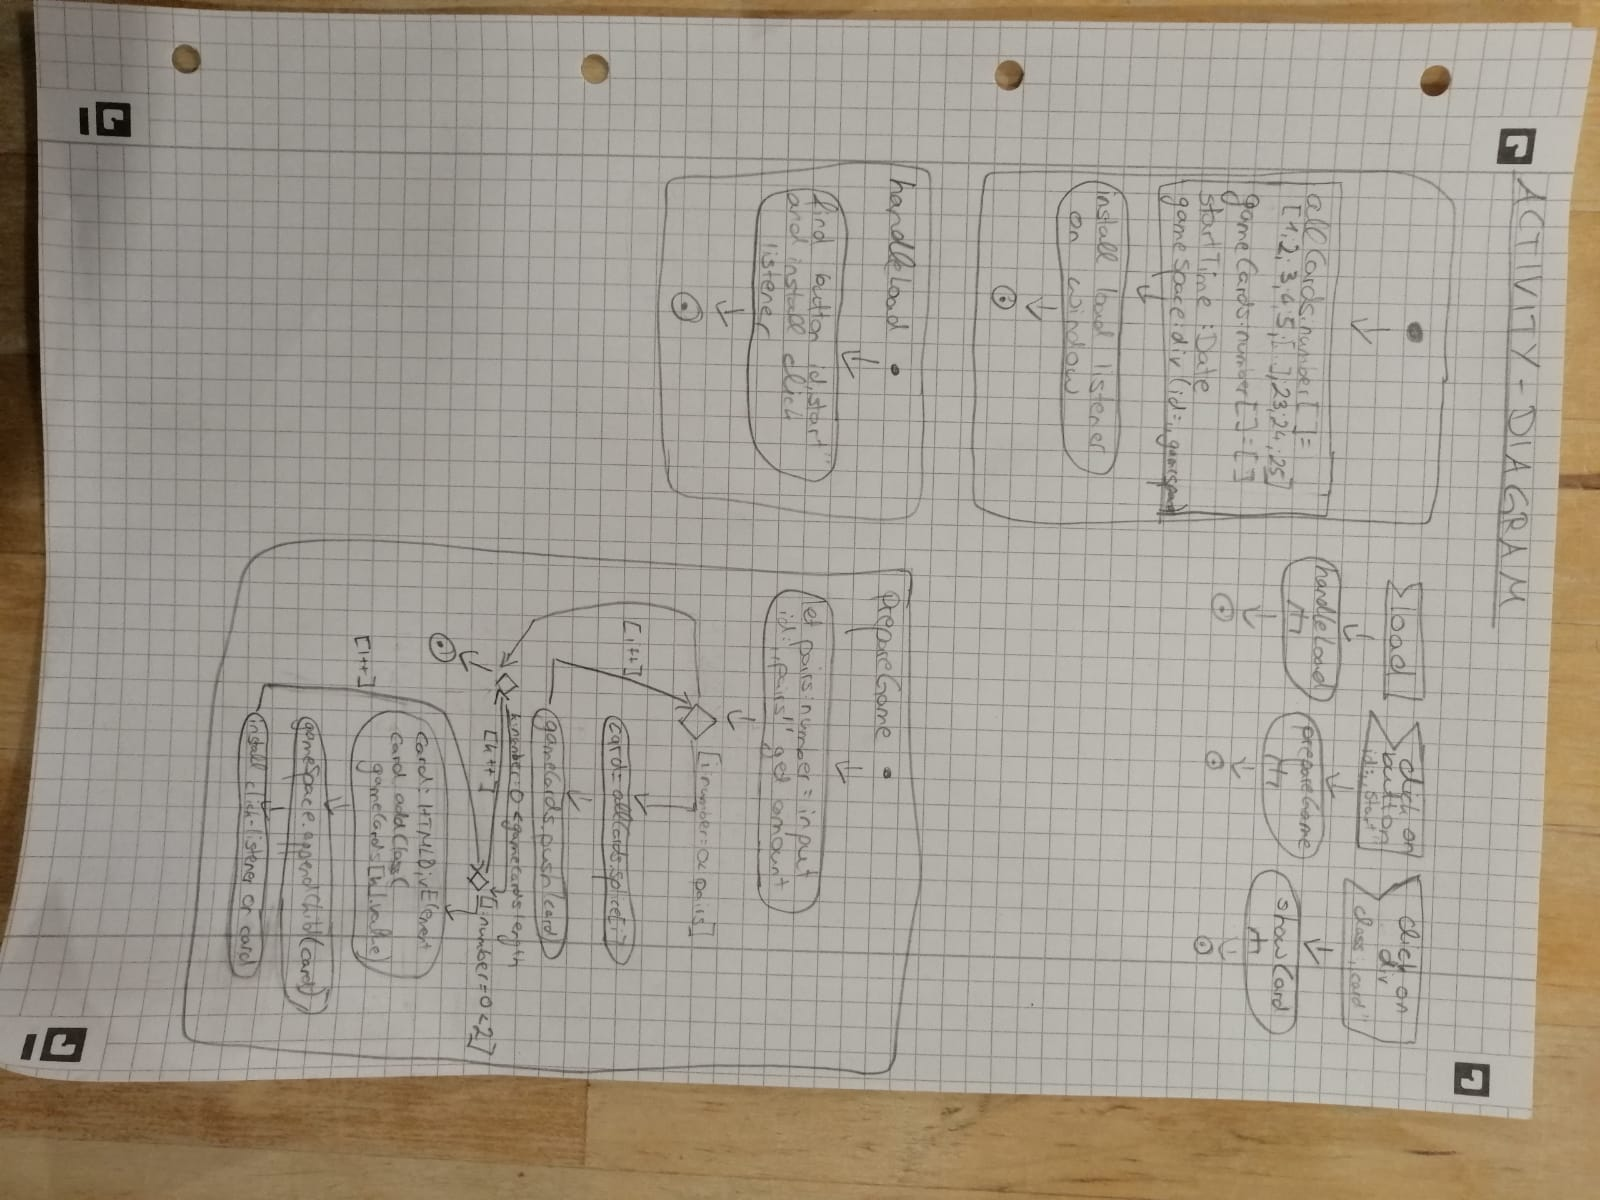 ACTIVITY-DIAGRAM
allCards:number[]=
[1,2;3,4;5;[..],23;24;25]
gameCards:number[]=[]
startTime:Date
gameSpace:div(id=„gamespace
install load listener
on window
load
handleLoad
click on
button
id:„start"
prepareGame
click on
div
class „card"
showCard
handleload
find button id„start"
and install click
listener
prepareGame
let pairs:number = input
id:„pairs" get amount
[i:number=0<pairs]
[i++]
card=allCards.splice[i]
gameCards.push(card)
k:number=0<gameCards.length
[k++]
[i:number=0<2]
card:HTMLDivElement
card.addClass(
gameCards[k].value)
[i++]
gameSpace.appendChild(card)
install click-listener on card